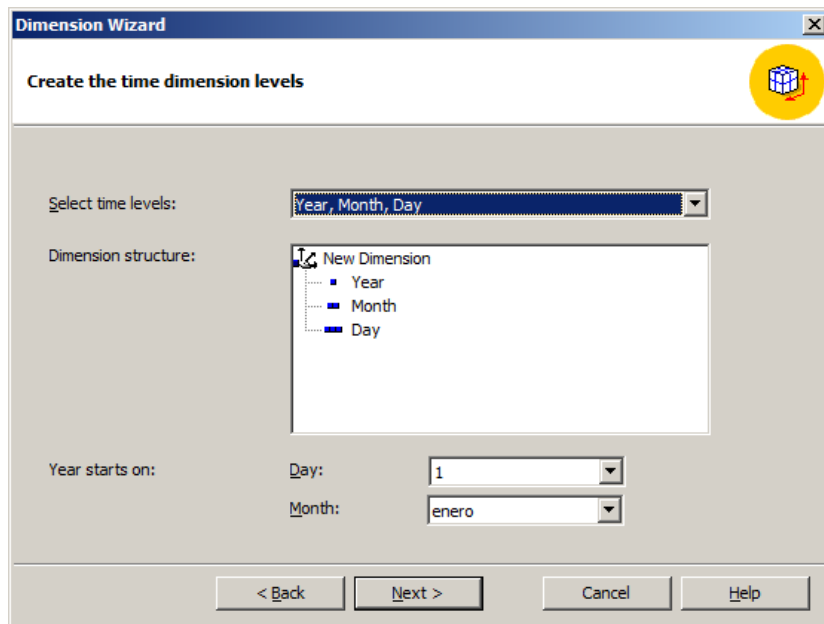 Dimension Wizard
Create the time dimension levels
Select time levels: Year, Month, Day
Dimension structure: New Dimension
Year
Month
Day
Year starts on: Day: 1
Month: enero
< Back Next > Cancel Help